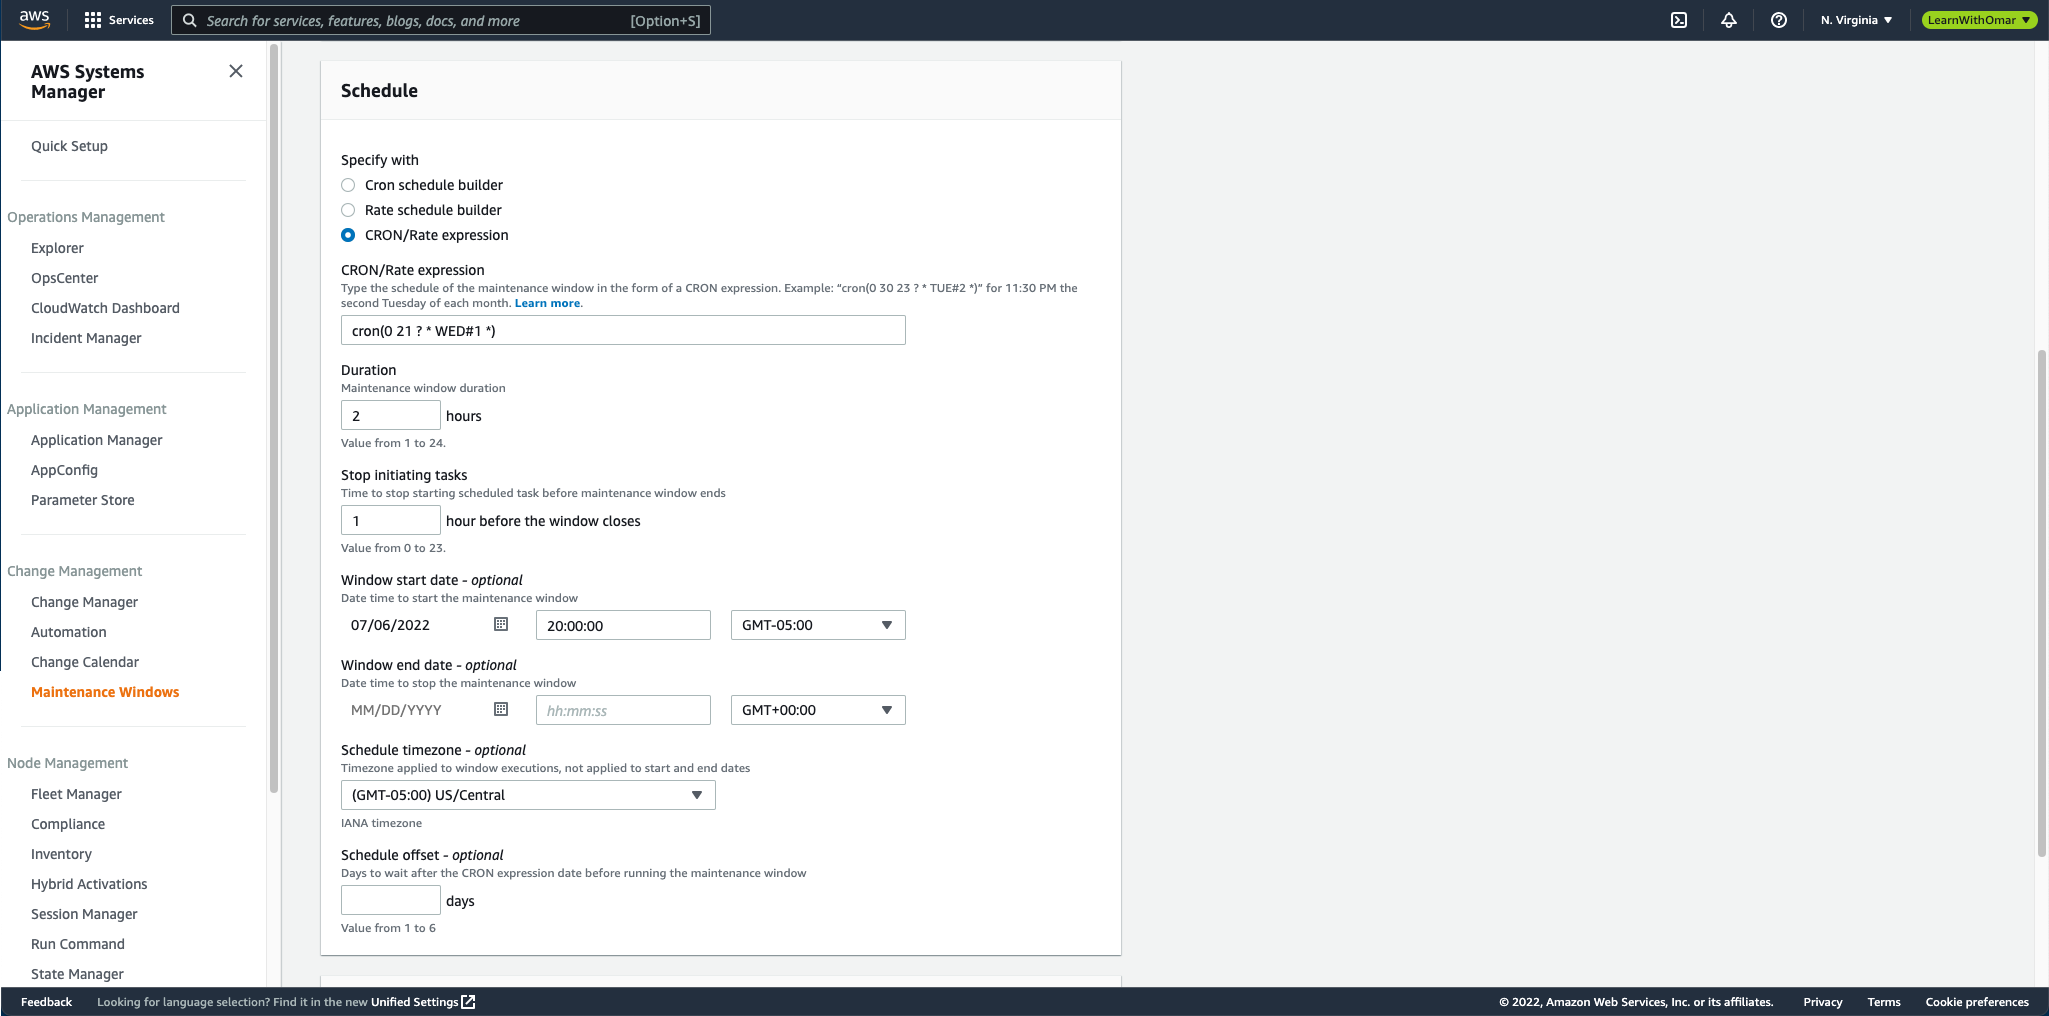 aws
Services
Search for services, features, blogs, docs, and more [Option+S]
N. Virginia ▼
LearnWithOmar ▼
AWS Systems
Manager
Quick Setup
Operations Management
Explorer
OpsCenter
CloudWatch Dashboard
Incident Manager
Application Management
Application Manager
AppConfig
Parameter Store
Change Management
Change Manager
Automation
Change Calendar
Maintenance Windows
Node Management
Fleet Manager
Compliance
Inventory
Hybrid Activations
Session Manager
Run Command
State Manager
Schedule
Specify with
Cron schedule builder
Rate schedule builder
CRON/Rate expression
CRON/Rate expression
Type the schedule of the maintenance window in the form of a CRON expression. Example: “cron(0 30 23 ? * TUE#2 *)” for 11:30 PM the
second Tuesday of each month. Learn more.
cron(0 21 ? * WED#1 *)
Duration
Maintenance window duration
2 hours
Value from 1 to 24.
Stop initiating tasks
Time to stop starting scheduled task before maintenance window ends
1 hour before the window closes
Value from 0 to 23.
Window start date - optional
Date time to start the maintenance window
07/06/2022 20:00:00 GMT-05:00
Window end date - optional
Date time to stop the maintenance window
MM/DD/YYYY hh:mm:ss GMT+00:00
Schedule timezone - optional
Timezone applied to window executions, not applied to start and end dates
(GMT-05:00) US/Central
IANA timezone
Schedule offset - optional
Days to wait after the CRON expression date before running the maintenance window
days
Value from 1 to 6
Feedback
Looking for language selection? Find it in the new Unified Settings
© 2022, Amazon Web Services, Inc. or its affiliates.
Privacy
Terms
Cookie preferences